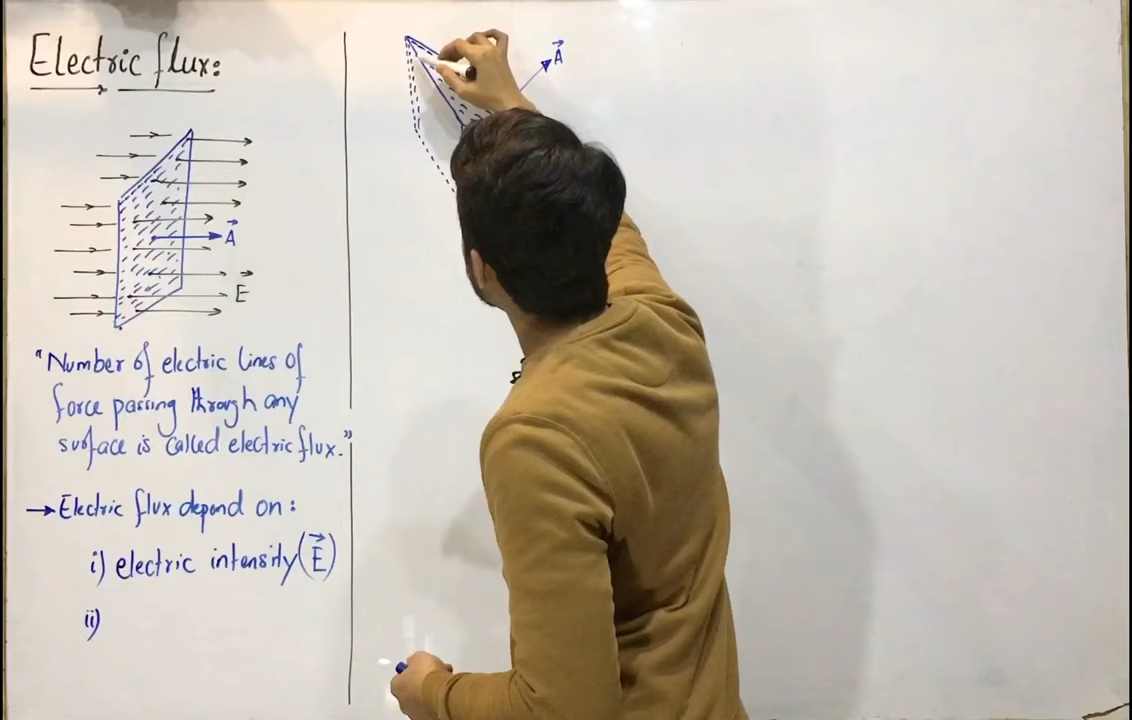 Electric flux:
A
E
"Number of electric lines of
force passing through any
surface is called electric flux."
→ Electric flux depend on:
i) electric intensity (E⃗)
ii)
A⃗